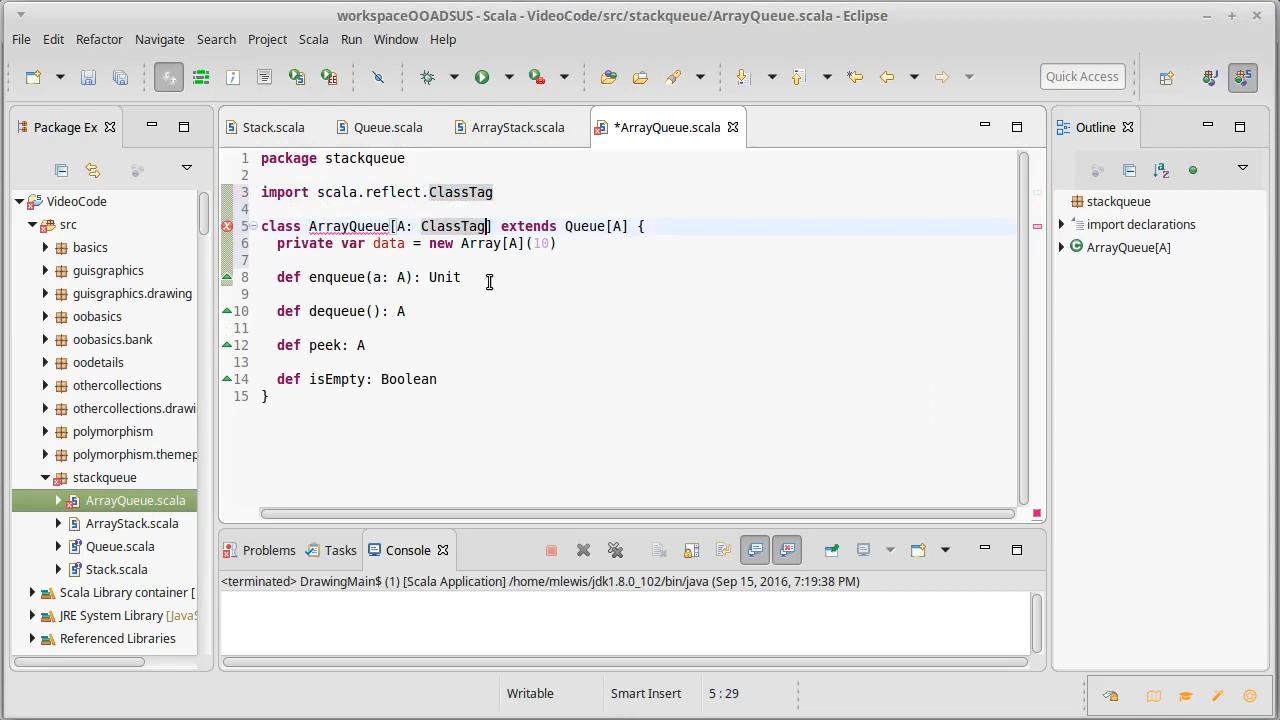 workspaceOOADSUS - Scala - VideoCode/src/stackqueue/ArrayQueue.scala - Eclipse
File Edit Refactor Navigate Search Project Scala Run Window Help
Quick Access
Package Ex
Stack.scala Queue.scala ArrayStack.scala *ArrayQueue.scala
Outline
VideoCode
src
basics
guisgraphics
guisgraphics.drawing
oobasics
oobasics.bank
oodetails
othercollections
othercollections.drawi
polymorphism
polymorphism.themep
stackqueue
ArrayQueue.scala
ArrayStack.scala
Queue.scala
Stack.scala
Scala Library container [
JRE System Library [JavaS
Referenced Libraries
1 package stackqueue
2
3 import scala.reflect.ClassTag
4
5 class ArrayQueue[A: ClassTag] extends Queue[A] {
6 private var data = new Array[A](10)
7
8 def enqueue(a: A): Unit
9
10 def dequeue(): A
11
12 def peek: A
13
14 def isEmpty: Boolean
15 }
stackqueue
import declarations
ArrayQueue[A]
Problems Tasks Console
<terminated> DrawingMain$ (1) [Scala Application] /home/mlewis/jdk1.8.0_102/bin/java (Sep 15, 2016, 7:19:38 PM)
Writable Smart Insert 5 : 29